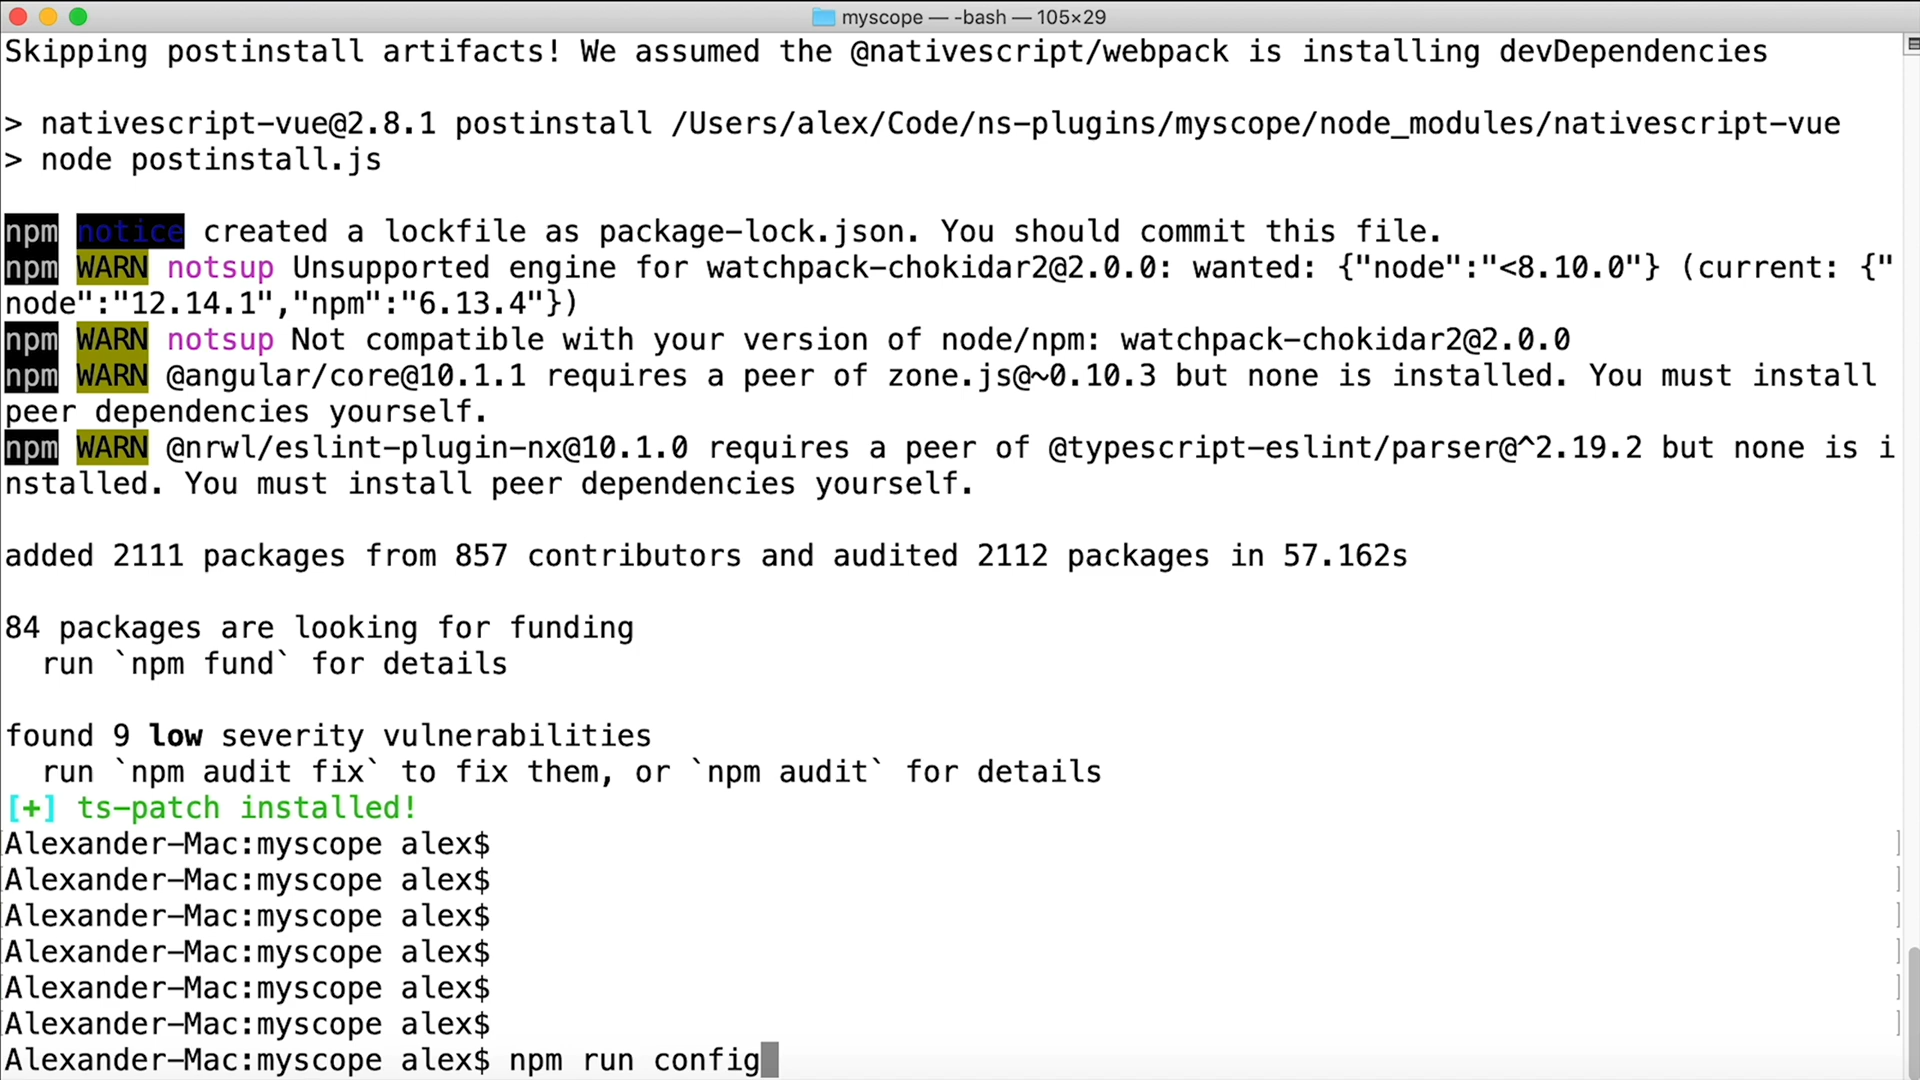 myscope — -bash — 105×29
Skipping postinstall artifacts! We assumed the @nativescript/webpack is installing devDependencies
> nativescript-vue@2.8.1 postinstall /Users/alex/Code/ns-plugins/myscope/node_modules/nativescript-vue
> node postinstall.js
npm notice created a lockfile as package-lock.json. You should commit this file.
npm WARN notsup Unsupported engine for watchpack-chokidar2@2.0.0: wanted: {"node":"<8.10.0"} (current: {"
node":"12.14.1","npm":"6.13.4"})
npm WARN notsup Not compatible with your version of node/npm: watchpack-chokidar2@2.0.0
npm WARN @angular/core@10.1.1 requires a peer of zone.js@~0.10.3 but none is installed. You must install
peer dependencies yourself.
npm WARN @nrwl/eslint-plugin-nx@10.1.0 requires a peer of @typescript-eslint/parser@^2.19.2 but none is i
nstalled. You must install peer dependencies yourself.
added 2111 packages from 857 contributors and audited 2112 packages in 57.162s
84 packages are looking for funding
run `npm fund` for details
found 9 low severity vulnerabilities
run `npm audit fix` to fix them, or `npm audit` for details
[+] ts-patch installed!
Alexander-Mac:myscope alex$
Alexander-Mac:myscope alex$
Alexander-Mac:myscope alex$
Alexander-Mac:myscope alex$
Alexander-Mac:myscope alex$
Alexander-Mac:myscope alex$
Alexander-Mac:myscope alex$ npm run config